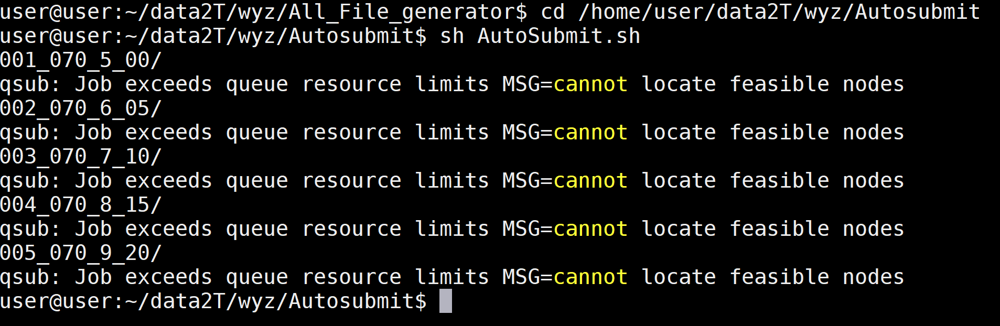 user@user:~/data2T/wyz/All_File_generator$ cd /home/user/data2T/wyz/Autosubmit
user@user:~/data2T/wyz/Autosubmit$ sh AutoSubmit.sh
001_070_5_00/
qsub: Job exceeds queue resource limits MSG=cannot locate feasible nodes
002_070_6_05/
qsub: Job exceeds queue resource limits MSG=cannot locate feasible nodes
003_070_7_10/
qsub: Job exceeds queue resource limits MSG=cannot locate feasible nodes
004_070_8_15/
qsub: Job exceeds queue resource limits MSG=cannot locate feasible nodes
005_070_9_20/
qsub: Job exceeds queue resource limits MSG=cannot locate feasible nodes
user@user:~/data2T/wyz/Autosubmit$